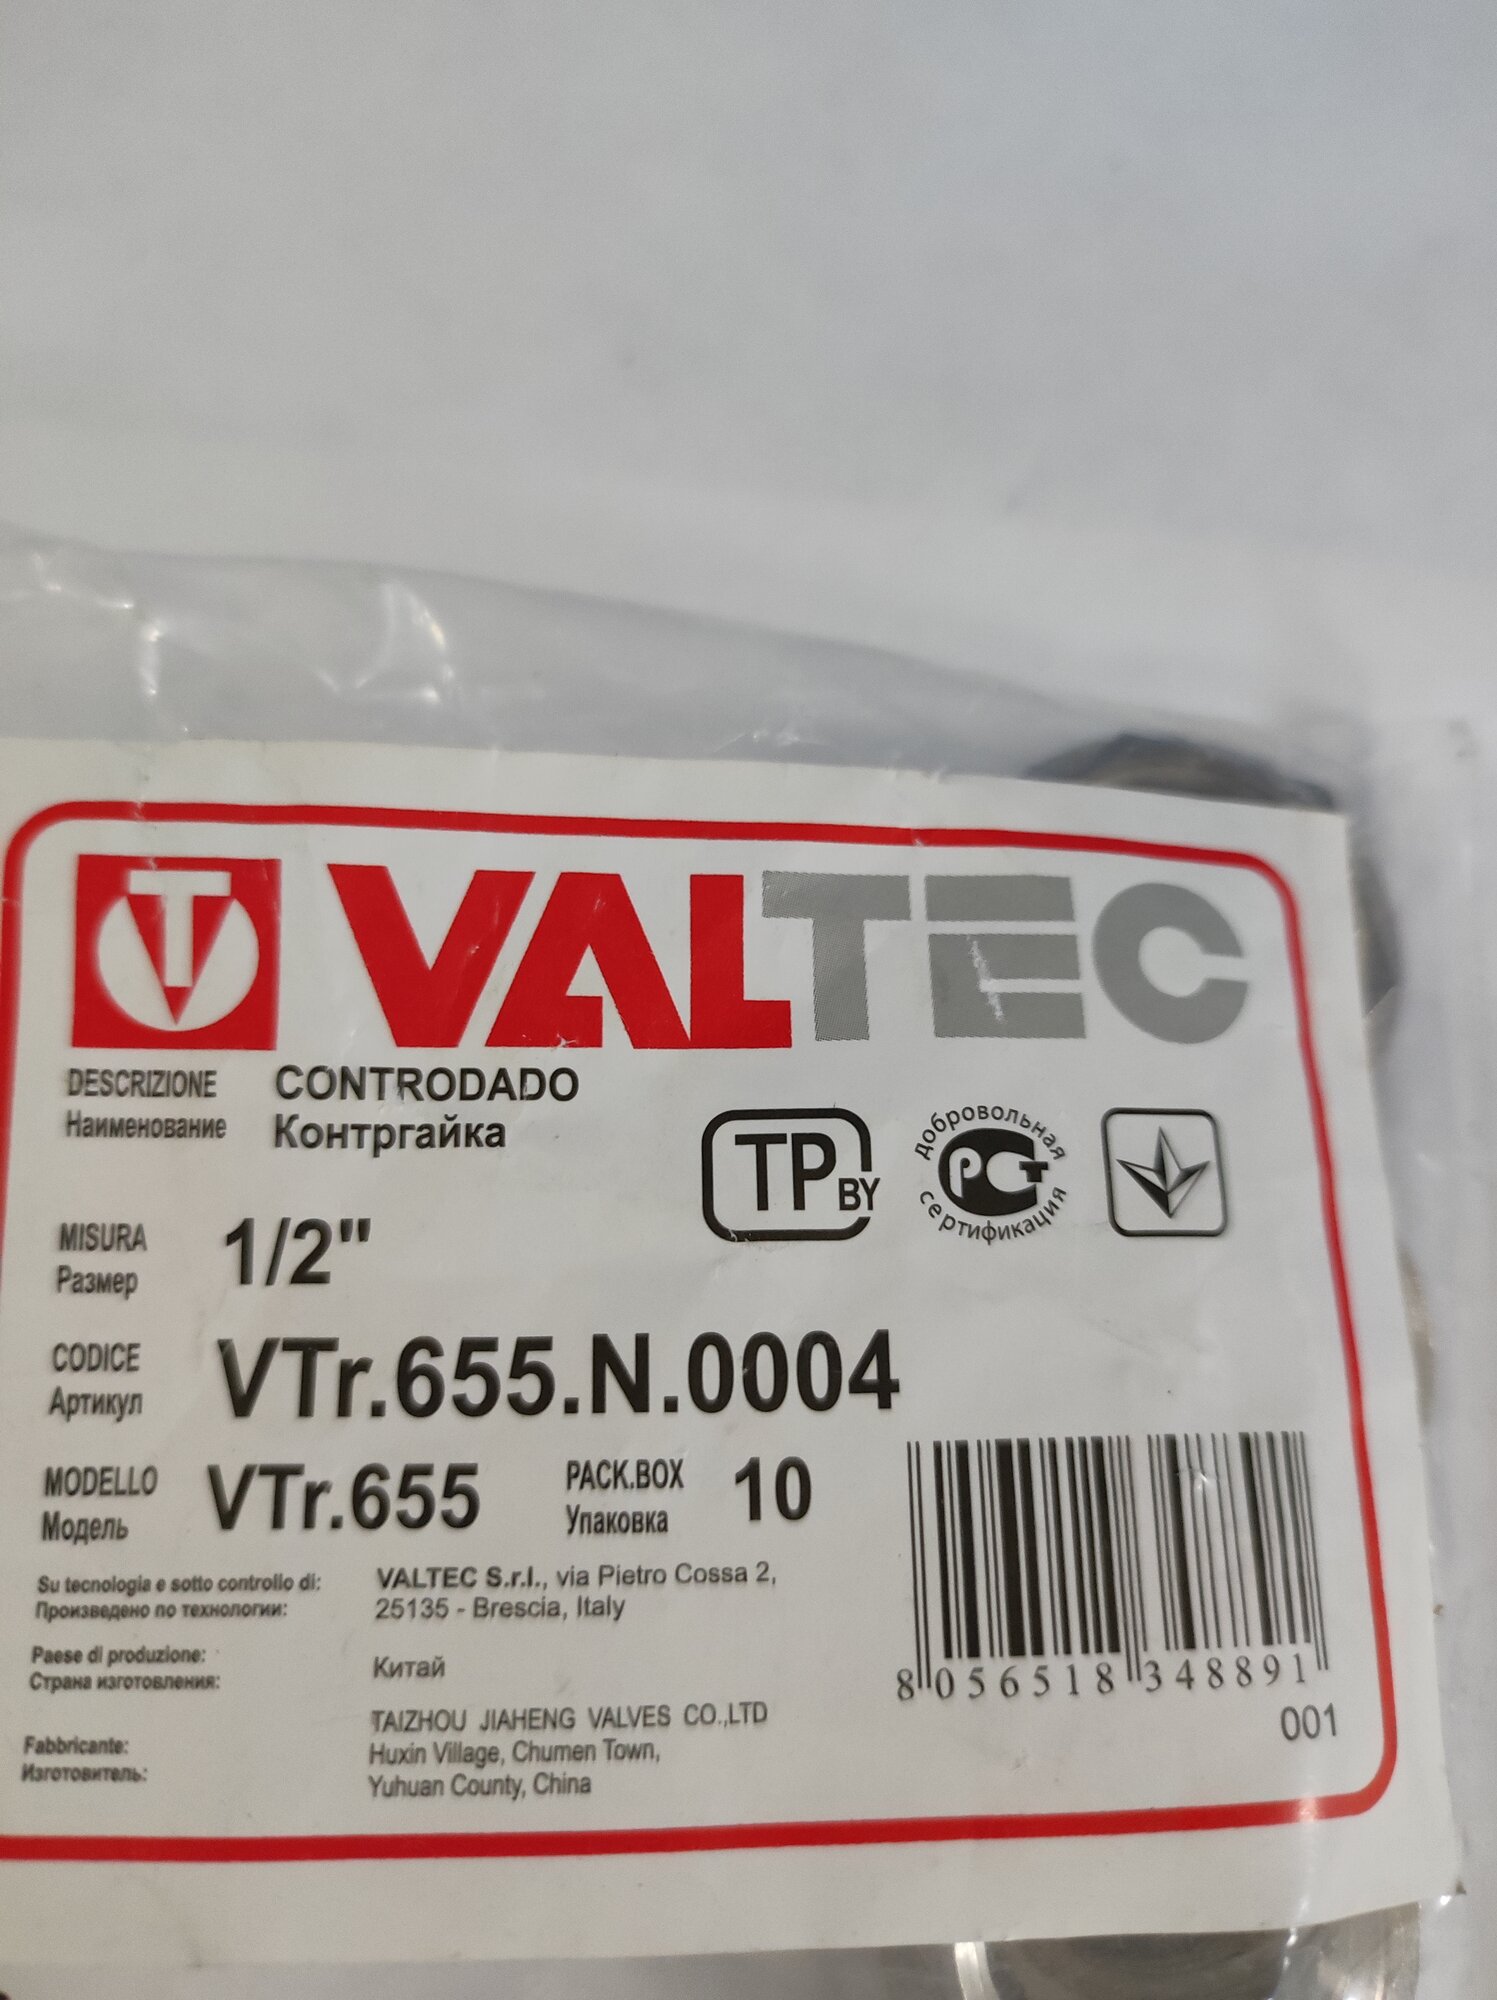 VALTEC
DESCRIZIONE CONTRODADO
Наименование Контргайка
TP BY
добровольная
РСТ
сертификация
MISURA 1/2"
Размер
CODICE VTr.655.N.0004
Артикул
MODELLO VTr.655 PACK.BOX 10
Модель Упаковка
Su tecnologia e sotto controllo di: VALTEC S.r.l., via Pietro Cossa 2,
Произведено по технологии: 25135 - Brescia, Italy
Paese di produzione:
Страна изготовления: Китай
TAIZHOU JIAHENG VALVES CO.,LTD
Fabbricante: Huxin Village, Chumen Town,
Изготовитель: Yuhuan County, China
8 056518 348891
001